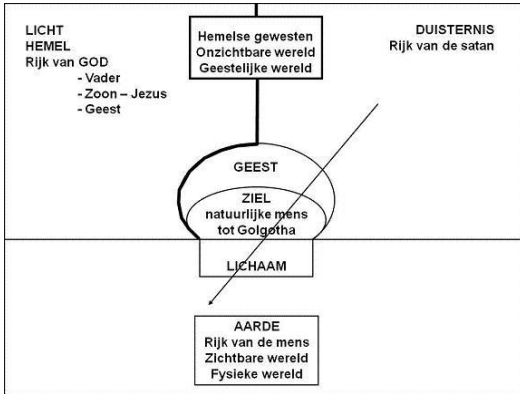 LICHT
HEMEL
Rijk van GOD
- Vader
- Zoon – Jezus
- Geest
Hemelse gewesten
Onzichtbare wereld
Geestelijke wereld
DUISTERNIS
Rijk van de satan
GEEST
ZIEL
natuurlijke mens
tot Golgotha
LICHAAM
AARDE
Rijk van de mens
Zichtbare wereld
Fysieke wereld